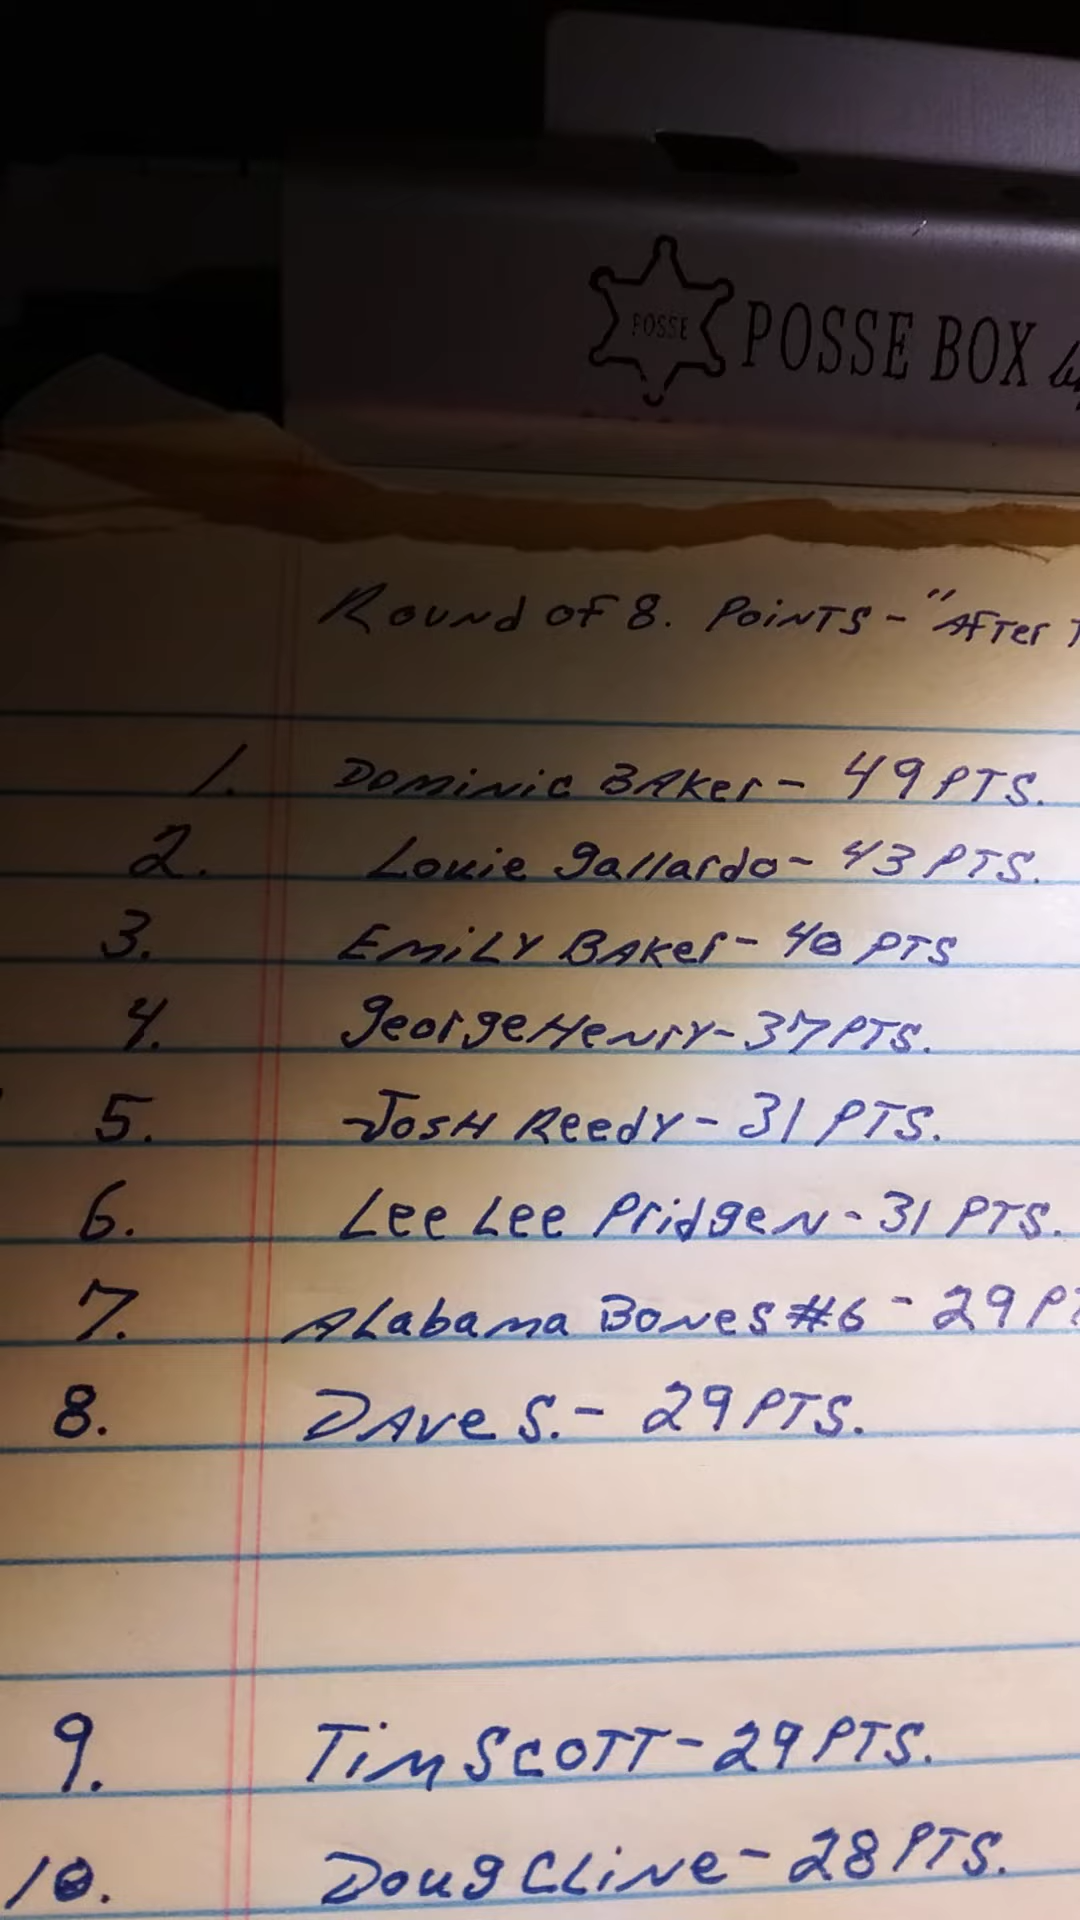 POSSE
POSSE BOX
Round of 8. Points - "After
1. Dominic Baker - 49 PTS.
2. Louie Gallardo - 43 PTS.
3. Emily Baker - 40 PTS
4. George Henry - 37 PTS.
5. Josh Reedy - 31 PTS.
6. Lee Lee Pridgen - 31 PTS.
7. Alabama Bones #6 - 29 PT
8. Dave S. - 29 PTS.
9. Tim Scott - 29 PTS.
10. Doug Cline - 28 PTS.